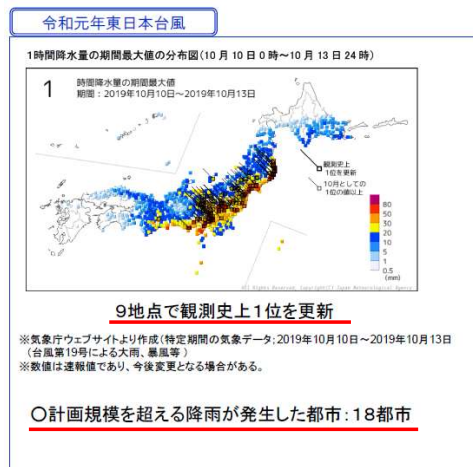 令和元年東日本台風
1時間降水量の期間最大値の分布図(10月10日0時～10月13日24時)
1 時間降水量の期間最大値
期間：2019年10月10日～2019年10月13日
観測史上
1位を更新
10月としての
1位の値以上
80
50
30
20
10
5
1
0.5
(mm)
All Rights Reserved, Copyright(C) Japan Meteorological Agency
9地点で観測史上1位を更新
※気象庁ウェブサイトより作成(特定期間の気象データ;2019年10月10日～2019年10月13日
(台風第19号による大雨、暴風等)
※数値は速報値であり、今後変更となる場合がある。
〇計画規模を超える降雨が発生した都市：18都市